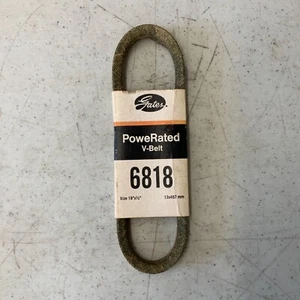 Gates
PoweRated
V-Belt
6818
Size 18"x½" 13x457 mm